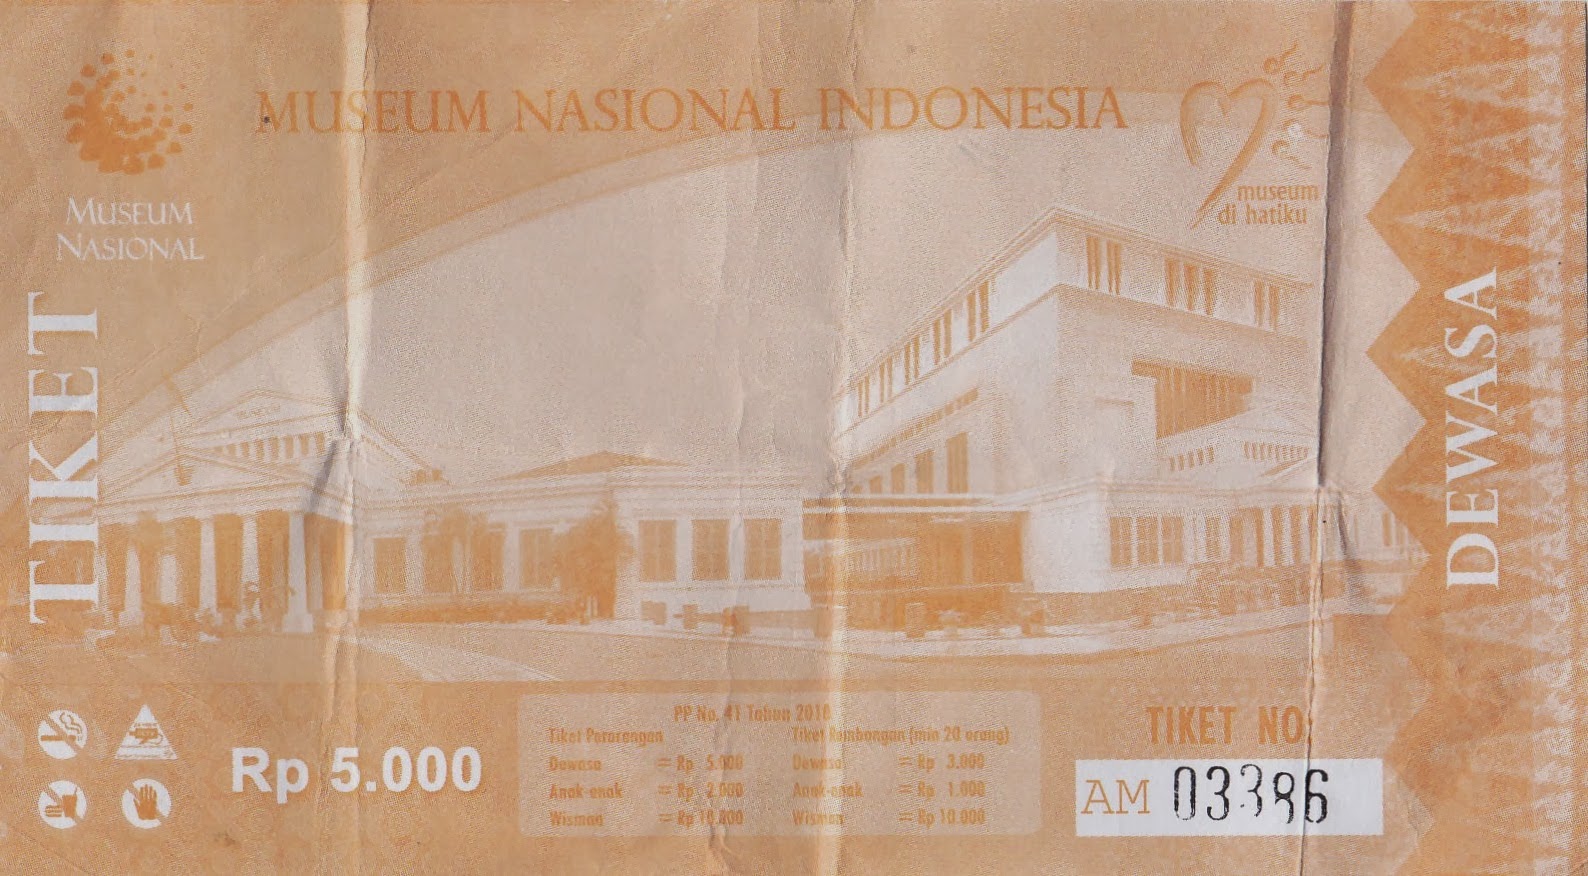 MUSEUM NASIONAL INDONESIA
MUSEUM
NASIONAL
museum
di hatiku
TIKET
DEWASA
Rp 5.000
PP No. 41 Tahun 2010
Tiket Perorangan
Dewasa = Rp 5.000
Anak-anak = Rp 2.000
Wisman = Rp 10.000
Tiket Rombongan (min 20 orang)
Dewasa = Rp 3.000
Anak-anak = Rp 1.000
Wisman = Rp 10.000
TIKET NO:
AM 03386